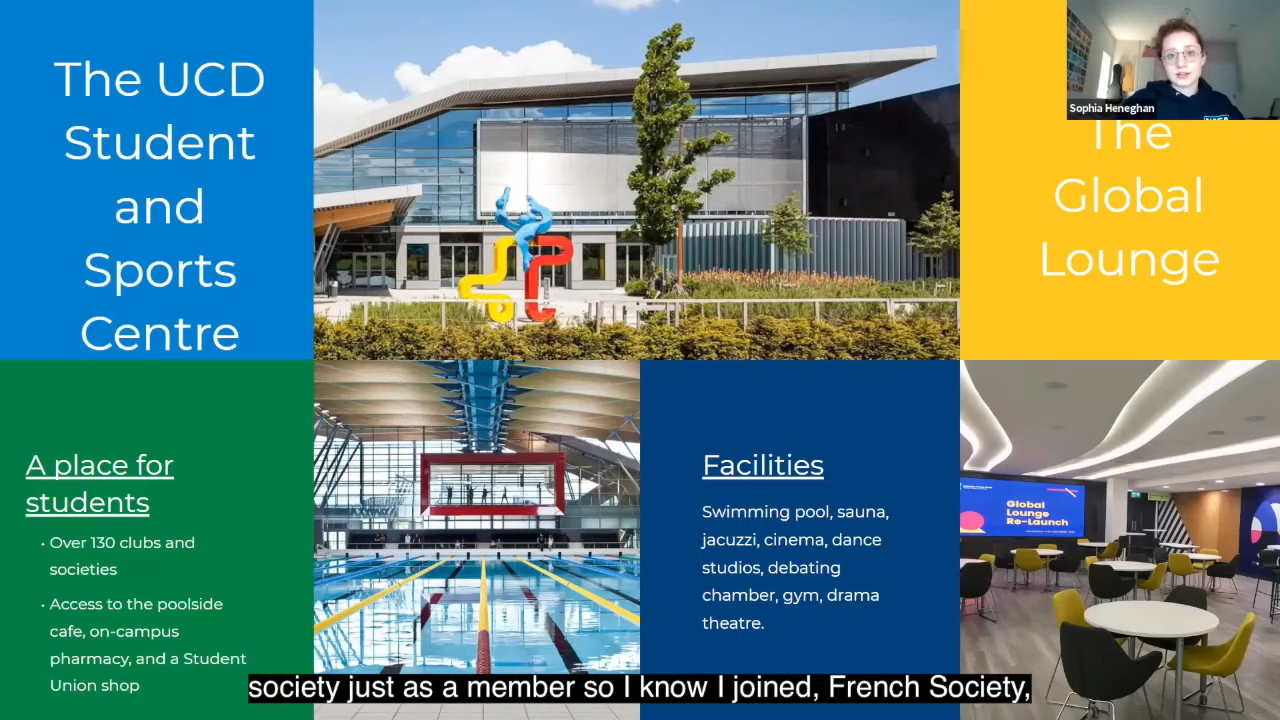 The UCD
Student
and
Sports
Centre
Sophia Heneghan
The
Global
Lounge
A place for
students
• Over 130 clubs and
societies
• Access to the poolside
cafe, on-campus
pharmacy, and a Student
Union shop
Facilities
Swimming pool, sauna,
jacuzzi, cinema, dance
studios, debating
chamber, gym, drama
theatre.
Global
Lounge
Re-Launch
society just as a member so I know I joined, French Society,